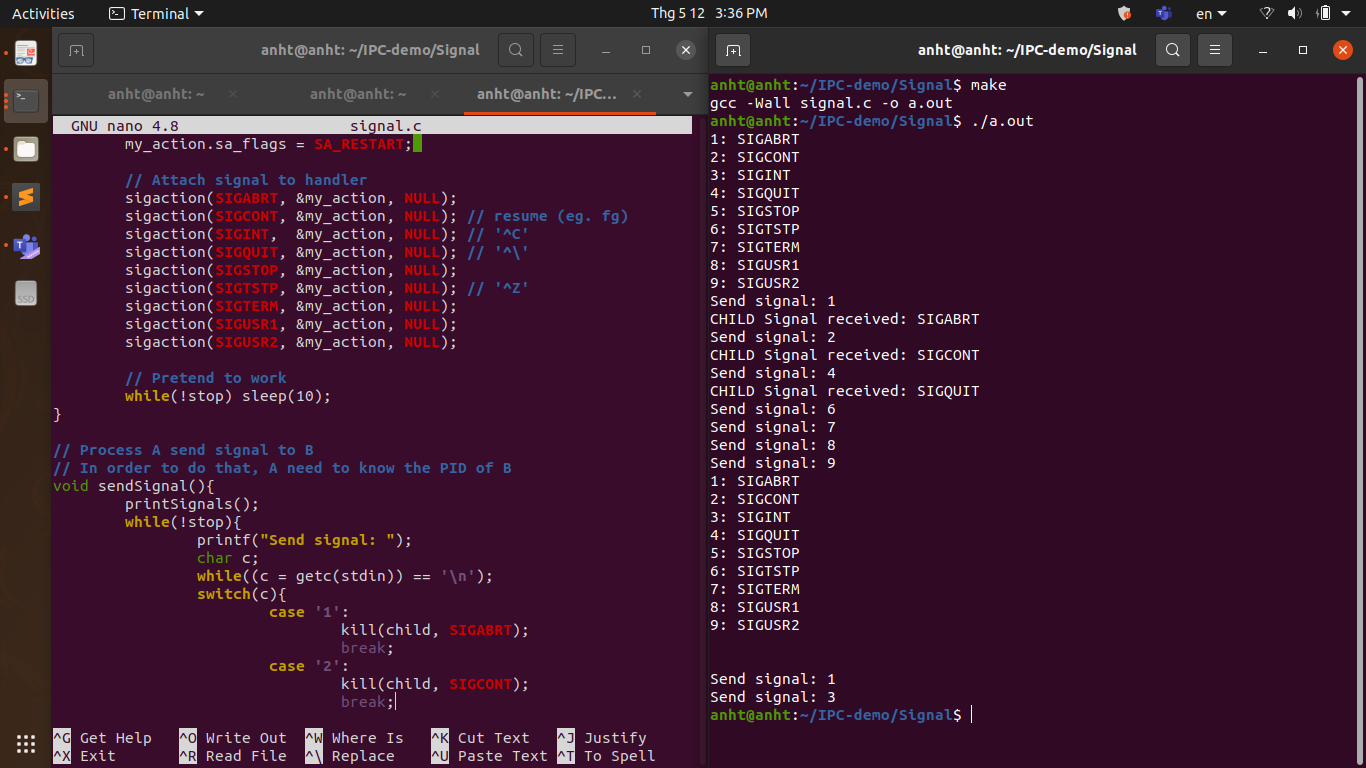 Activities
Terminal
Thg 5 12 3:36 PM
en
anht@anht: ~/IPC-demo/Signal
anht@anht: ~
anht@anht: ~
anht@anht: ~/IPC...
GNU nano 4.8 signal.c
my_action.sa_flags = SA_RESTART;
// Attach signal to handler
sigaction(SIGABRT, &my_action, NULL);
sigaction(SIGCONT, &my_action, NULL); // resume (eg. fg)
sigaction(SIGINT,  &my_action, NULL); // '^C'
sigaction(SIGQUIT, &my_action, NULL); // '^\'
sigaction(SIGSTOP, &my_action, NULL);
sigaction(SIGTSTP, &my_action, NULL); // '^Z'
sigaction(SIGTERM, &my_action, NULL);
sigaction(SIGUSR1, &my_action, NULL);
sigaction(SIGUSR2, &my_action, NULL);
// Pretend to work
while(!stop) sleep(10);
}
// Process A send signal to B
// In order to do that, A need to know the PID of B
void sendSignal(){
printSignals();
while(!stop){
printf("Send signal: ");
char c;
while((c = getc(stdin)) == '\n');
switch(c){
case '1':
kill(child, SIGABRT);
break;
case '2':
kill(child, SIGCONT);
break;
^G Get Help ^O Write Out ^W Where Is ^K Cut Text ^J Justify
^X Exit ^R Read File ^\ Replace ^U Paste Text ^T To Spell
SSD
anht@anht: ~/IPC-demo/Signal
anht@anht:~/IPC-demo/Signal$ make
gcc -Wall signal.c -o a.out
anht@anht:~/IPC-demo/Signal$ ./a.out
1: SIGABRT
2: SIGCONT
3: SIGINT
4: SIGQUIT
5: SIGSTOP
6: SIGTSTP
7: SIGTERM
8: SIGUSR1
9: SIGUSR2
Send signal: 1
CHILD Signal received: SIGABRT
Send signal: 2
CHILD Signal received: SIGCONT
Send signal: 4
CHILD Signal received: SIGQUIT
Send signal: 6
Send signal: 7
Send signal: 8
Send signal: 9
1: SIGABRT
2: SIGCONT
3: SIGINT
4: SIGQUIT
5: SIGSTOP
6: SIGTSTP
7: SIGTERM
8: SIGUSR1
9: SIGUSR2
Send signal: 1
Send signal: 3
anht@anht:~/IPC-demo/Signal$